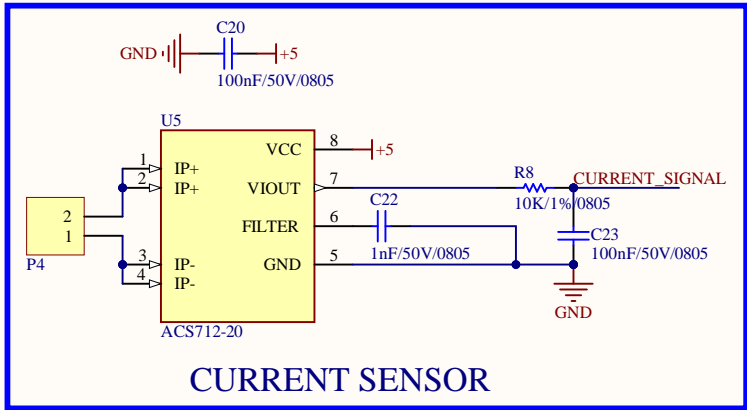 C20
GND
+5
100nF/50V/0805
U5
VCC 8 +5
1 IP+
2 IP+
VIOUT 7
R8
10K/1%/0805
CURRENT_SIGNAL
C22
FILTER 6
1nF/50V/0805
C23
100nF/50V/0805
2
1
P4
3 IP-
4 IP-
GND 5
GND
ACS712-20
CURRENT SENSOR